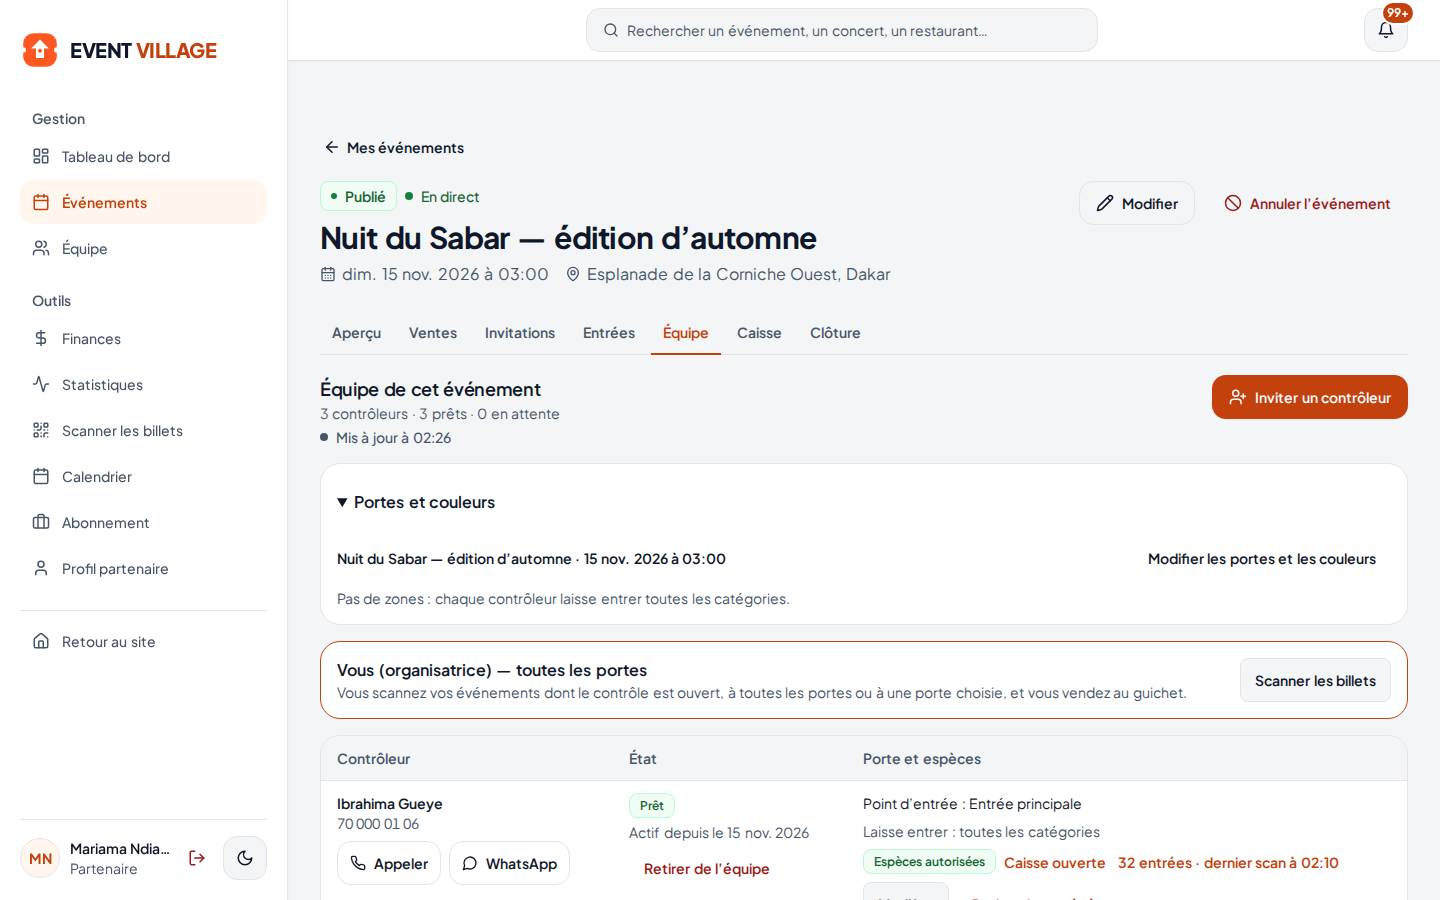 EVENT VILLAGE
Rechercher un événement, un concert, un restaurant…
99+
Gestion
Tableau de bord
Événements
Équipe
Outils
Finances
Statistiques
Scanner les billets
Calendrier
Abonnement
Profil partenaire
Retour au site
MN
Mariama Ndia…
Partenaire
Mes événements
Publié
En direct
Modifier
Annuler l’événement
Nuit du Sabar — édition d’automne
dim. 15 nov. 2026 à 03:00
Esplanade de la Corniche Ouest, Dakar
Aperçu
Ventes
Invitations
Entrées
Équipe
Caisse
Clôture
Équipe de cet événement
3 contrôleurs · 3 prêts · 0 en attente
Mis à jour à 02:26
Inviter un contrôleur
Portes et couleurs
Nuit du Sabar — édition d’automne · 15 nov. 2026 à 03:00
Modifier les portes et les couleurs
Pas de zones : chaque contrôleur laisse entrer toutes les catégories.
Vous (organisatrice) — toutes les portes
Vous scannez vos événements dont le contrôle est ouvert, à toutes les portes ou à une porte choisie, et vous vendez au guichet.
Scanner les billets
Contrôleur
État
Porte et espèces
Ibrahima Gueye
70 000 01 06
Appeler
WhatsApp
Prêt
Actif depuis le 15 nov. 2026
Retirer de l’équipe
Point d’entrée : Entrée principale
Laisse entrer : toutes les catégories
Espèces autorisées
Caisse ouverte
32 entrées · dernier scan à 02:10